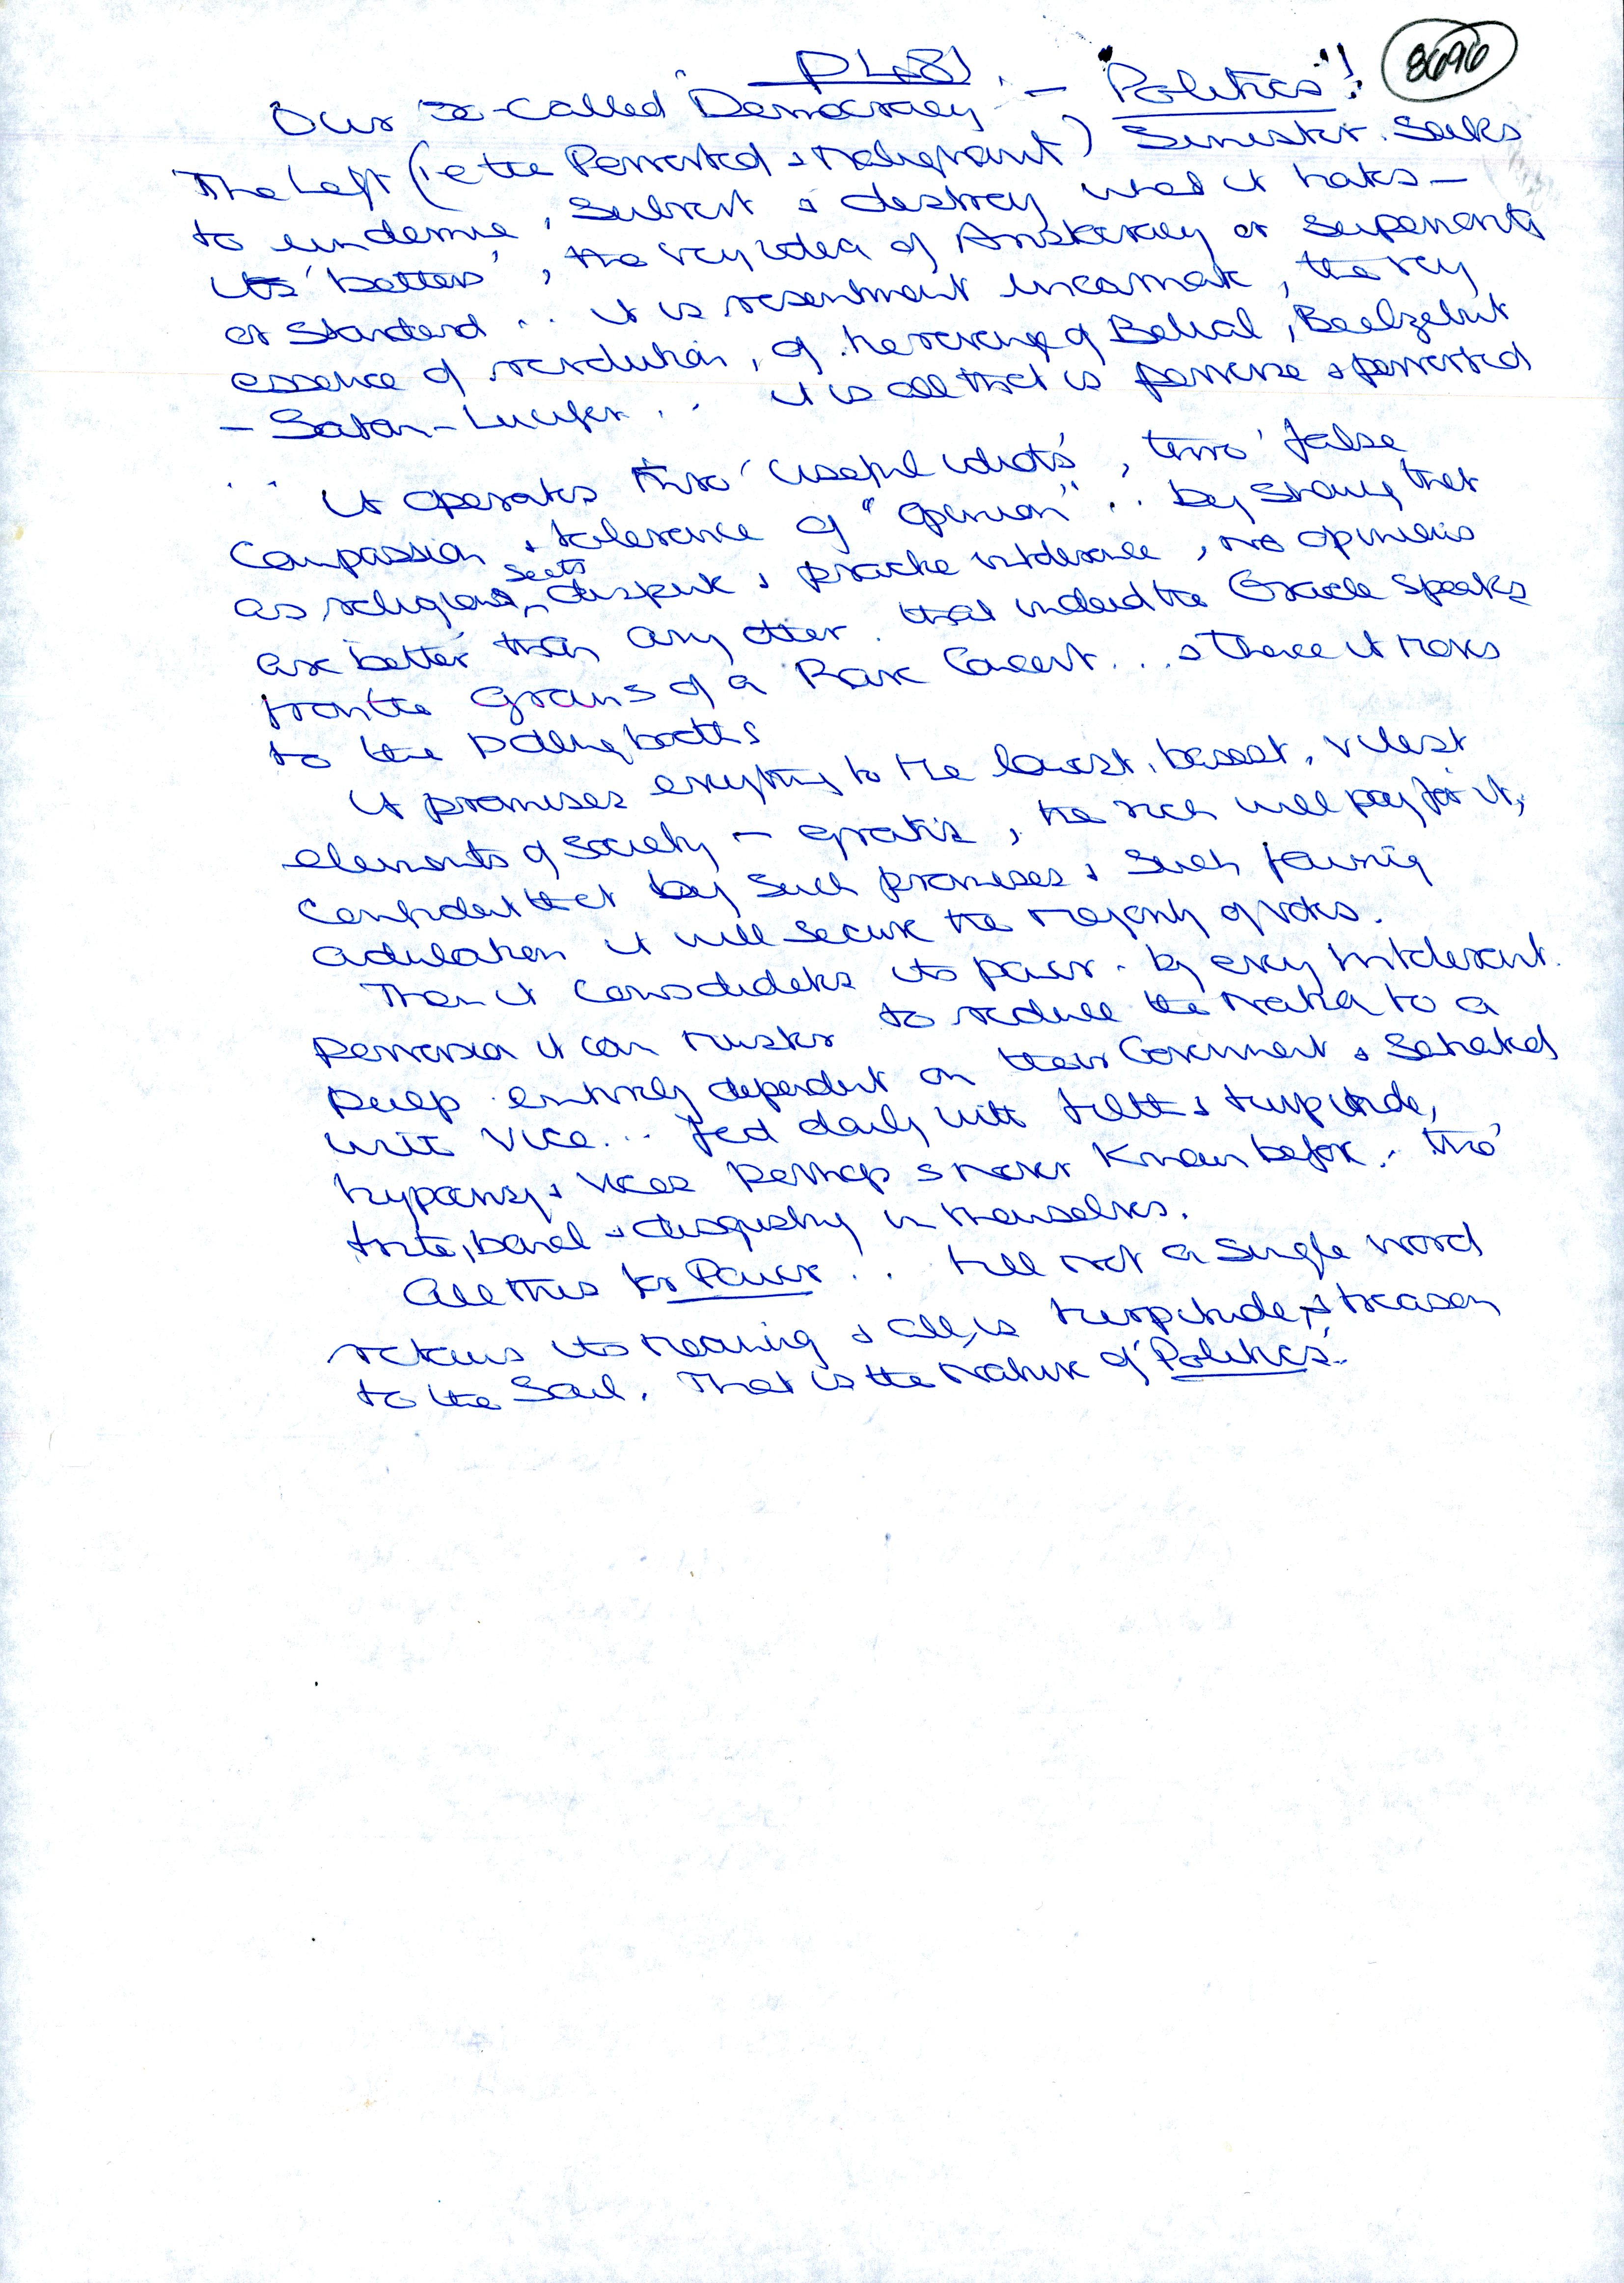 8696
PL81
Our so-called Democracy — "Politics"!
The Left (ie the Perverted & Malignant) Sinister. Seeks
to undermine, Subvert & destroy what it hates —
its 'betters', the very idea of Aristocracy or Superiority
or Standard .. it is resentment incarnate, the very
essence of revolution, of the revenge of Belial, Beelzebub
– Satan – Lucifer ... it is all that is perverse & perverted
.. It operates thro' 'useful idiots', thro' false
Compassion & tolerance of "opinion" .. by showing that
as religious sects dispute & practice intolerance, no opinions
are better than any other. that indeed the Oracle speaks
from the groans of a Rock Concert ... & thence it moves
to the Polling booths
It promises everything to the lowest, basest, vilest
elements of Society — gratis, the rich will pay for it,
Confident that by such promises & such fawning
adulation it will secure the majority of votes.
Then it consolidates its power - by every intolerant
perversion it can muster to reduce the Nation to a
pulp entirely dependent on their Government & Satiated
with vice ... fed daily with filth & turpitude,
hypocrisy & vices perhaps never known before, tho'
trite, banal & disgusting in themselves.
All this for Power .. till not a single word
retains its meaning & all is turpitude & treason
to the Soul. That is the Nature of 'Politics'.